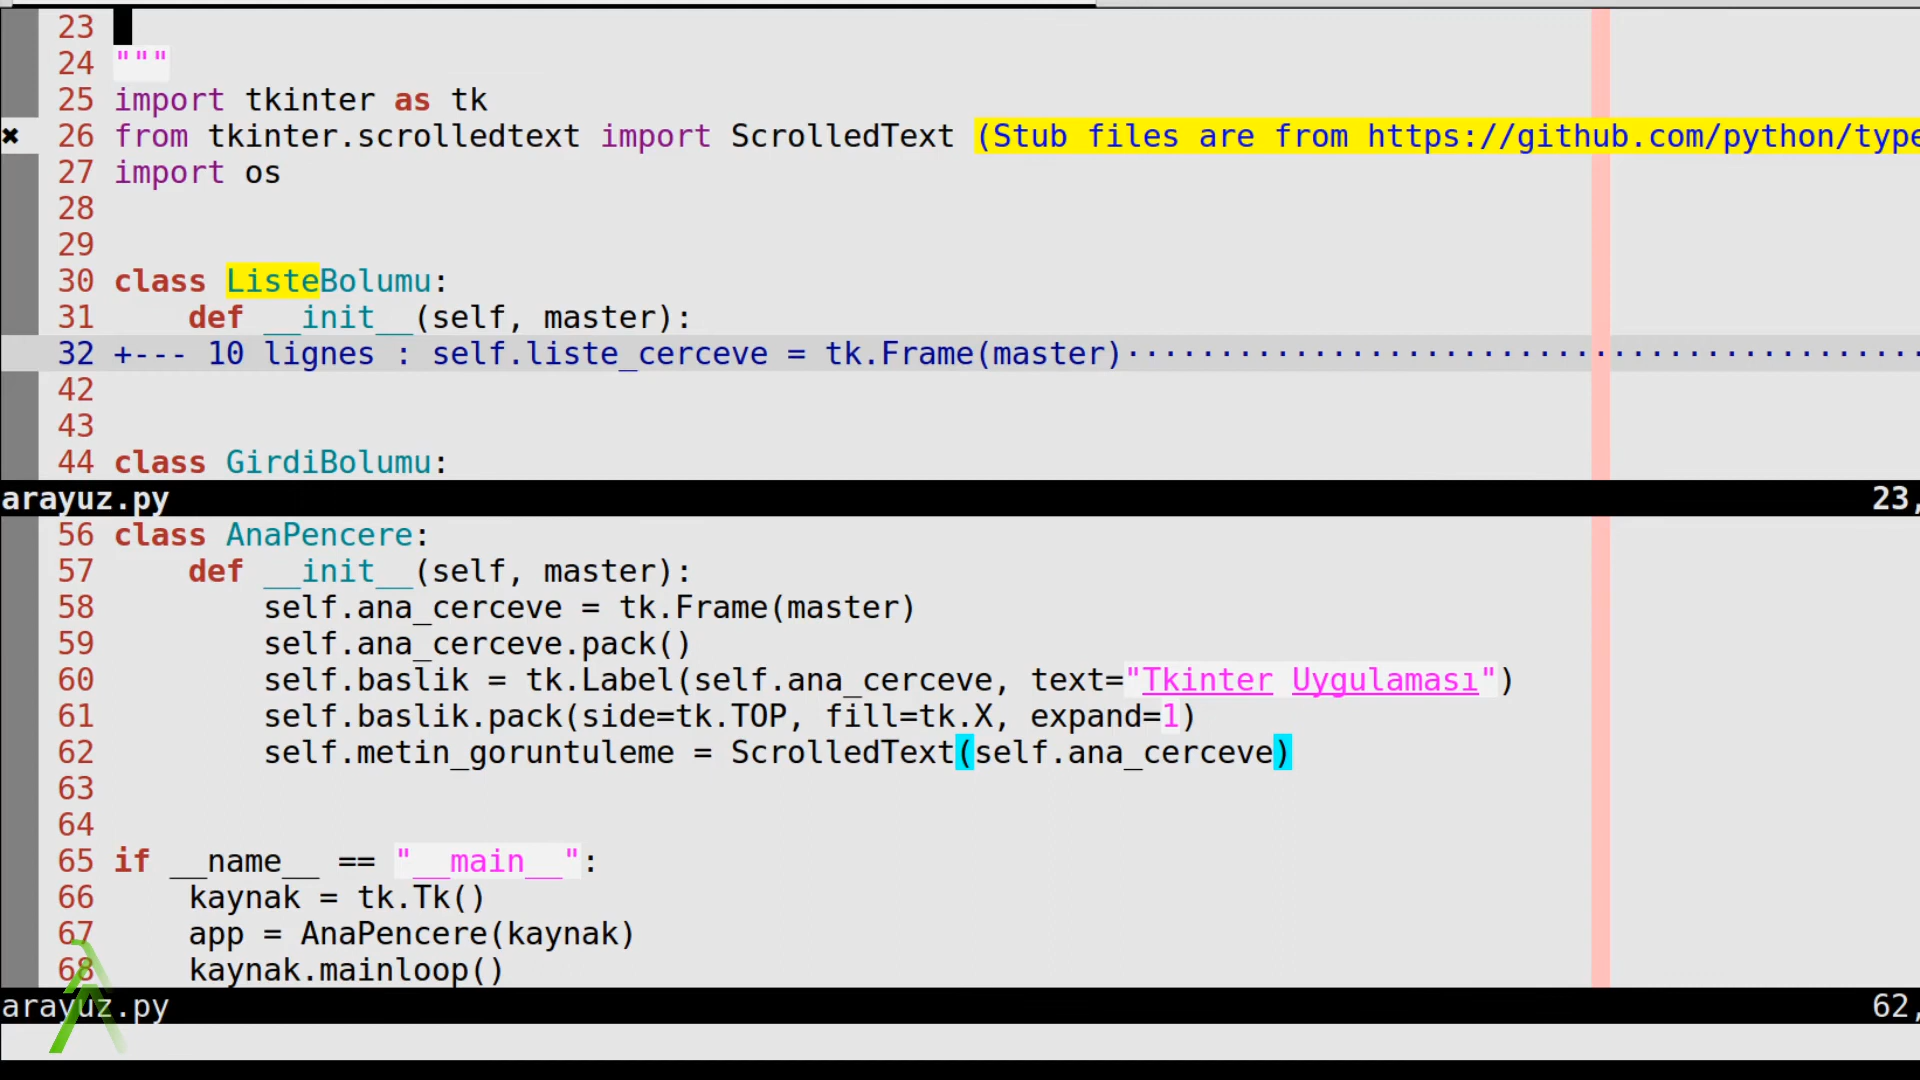 23
24 """
25 import tkinter as tk
✖ 26 from tkinter.scrolledtext import ScrolledText (Stub files are from https://github.com/python/type
27 import os
28
29
30 class ListeBolumu:
31     def __init__(self, master):
32 +--- 10 lignes : self.liste_cerceve = tk.Frame(master)··········································
42
43
44 class GirdiBolumu:
arayuz.py 23,
56 class AnaPencere:
57     def __init__(self, master):
58         self.ana_cerceve = tk.Frame(master)
59         self.ana_cerceve.pack()
60         self.baslik = tk.Label(self.ana_cerceve, text="Tkinter Uygulaması")
61         self.baslik.pack(side=tk.TOP, fill=tk.X, expand=1)
62         self.metin_goruntuleme = ScrolledText(self.ana_cerceve)
63
64
65 if __name__ == "__main__":
66     kaynak = tk.Tk()
67     app = AnaPencere(kaynak)
68     kaynak.mainloop()
arayuz.py 62,